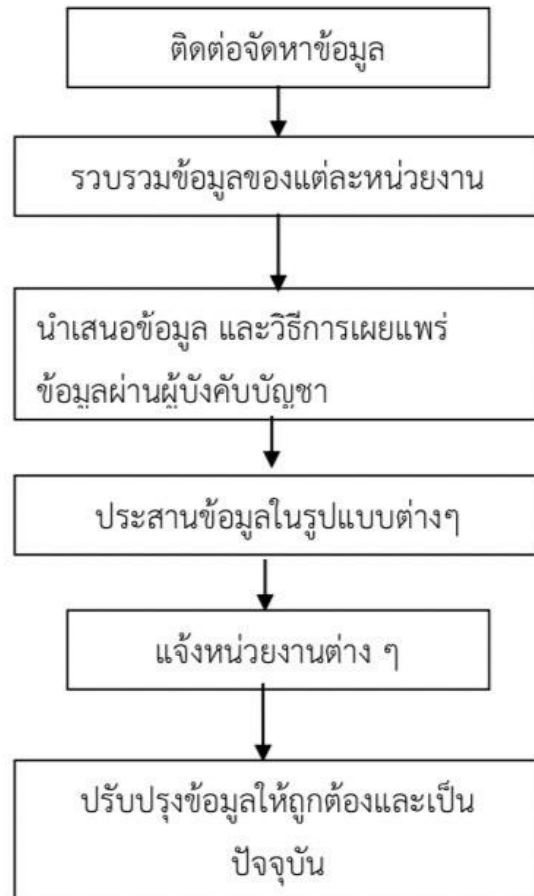 ติดต่อจัดหาข้อมูล
รวบรวมข้อมูลของแต่ละหน่วยงาน
นำเสนอข้อมูล และวิธีการเผยแพร่
ข้อมูลผ่านผู้บังคับบัญชา
ประสานข้อมูลในรูปแบบต่างๆ
แจ้งหน่วยงานต่าง ๆ
ปรับปรุงข้อมูลให้ถูกต้องและเป็น
ปัจจุบัน